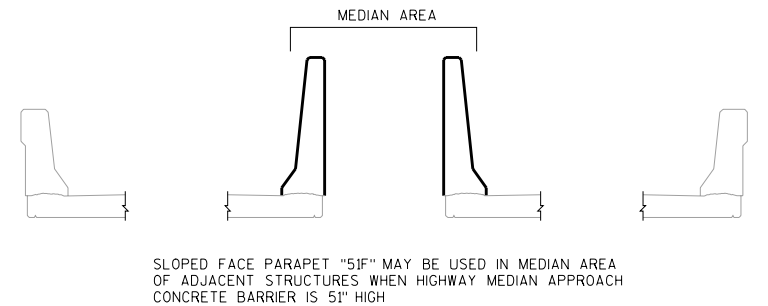 MEDIAN AREA
SLOPED FACE PARAPET "51F" MAY BE USED IN MEDIAN AREA
OF ADJACENT STRUCTURES WHEN HIGHWAY MEDIAN APPROACH
CONCRETE BARRIER IS 51" HIGH